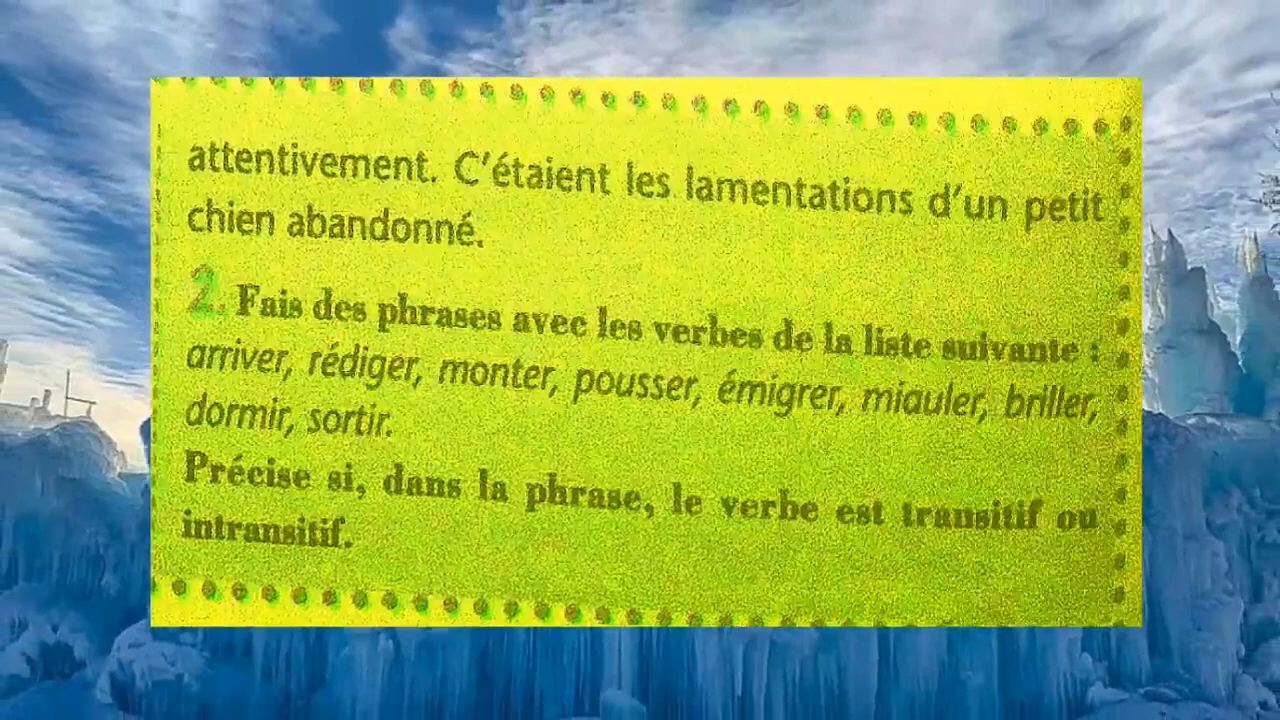 attentivement. C'étaient les lamentations d'un petit
chien abandonné.
2. Fais des phrases avec les verbes de la liste suivante :
arriver, rédiger, monter, pousser, émigrer, miauler, briller,
dormir, sortir.
Précise si, dans la phrase, le verbe est transitif ou
intransitif.